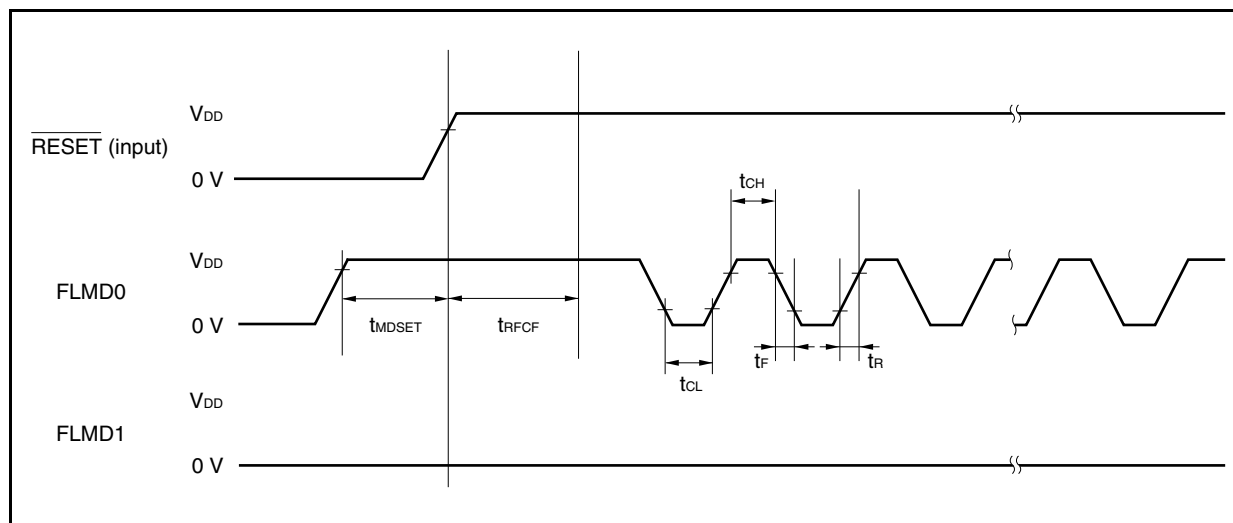 VDD
RESET (input)
0 V
tCH
VDD
FLMD0
0 V
tMDSET
tRFCF
tF
tR
tCL
VDD
FLMD1
0 V